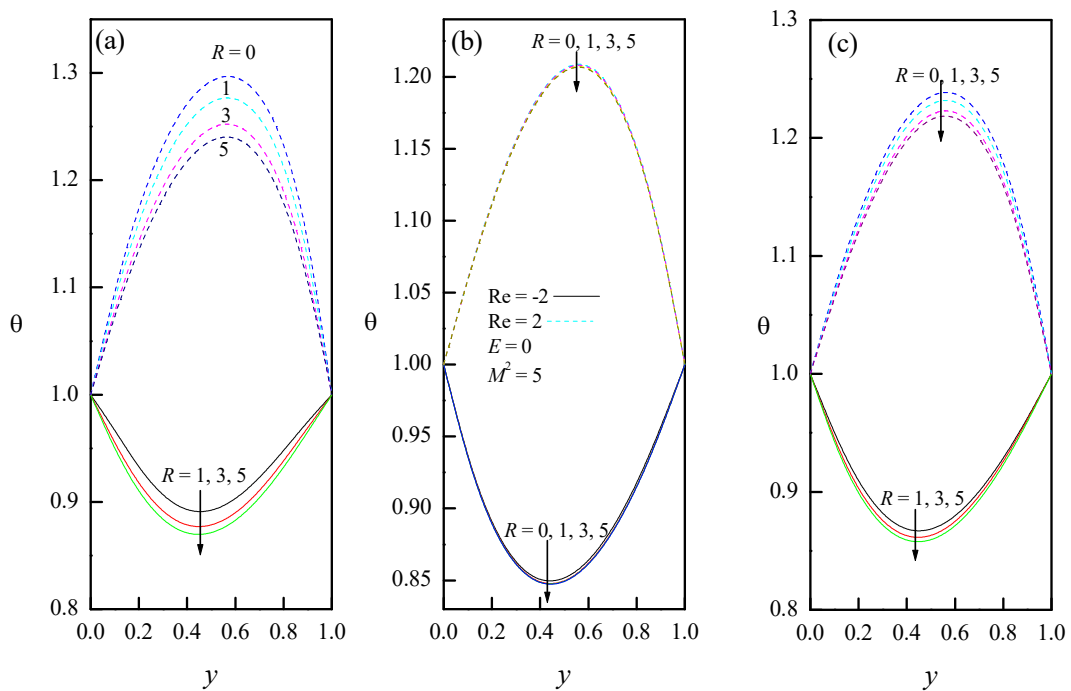 (a)
R = 0
1
3
5
R = 1, 3, 5
1.3
1.2
1.1
1.0
0.9
0.8
θ
0.0 0.2 0.4 0.6 0.8 1.0
y
(b)
R = 0, 1, 3, 5
Re = -2
Re = 2
E = 0
M² = 5
R = 0, 1, 3, 5
1.20
1.15
1.10
1.05
1.00
0.95
0.90
0.85
θ
0.0 0.2 0.4 0.6 0.8 1.0
y
(c)
R = 0, 1, 3, 5
R = 1, 3, 5
1.3
1.2
1.1
1.0
0.9
0.8
θ
0.0 0.2 0.4 0.6 0.8 1.0
y